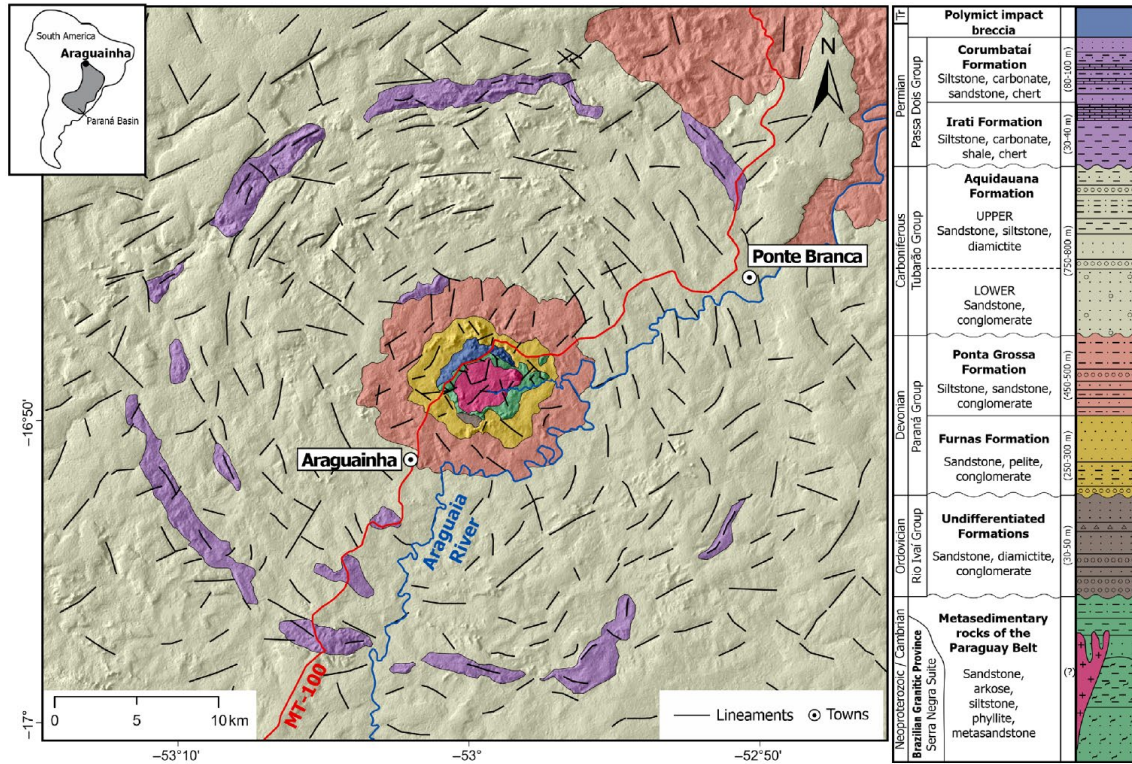 South America
Araguainha
Paraná Basin
N
Ponte Branca
Araguainha
Araguaia
River
MT-100
−16°50'
−17°
0 5 10 km
Lineaments
Towns
−53°10'
−53°
−52°50'
Tr
Polymict impact
breccia
Permian
Passa Dois Group
Corumbataí
Formation
Siltstone, carbonate,
sandstone, chert
(80-100 m)
Irati Formation
Siltstone, carbonate,
shale, chert
(30-40 m)
Carboniferous
Tubarão Group
Aquidauana
Formation
UPPER
Sandstone, siltstone,
diamictite
(750-800 m)
LOWER
Sandstone,
conglomerate
Devonian
Paraná Group
Ponta Grossa
Formation
Siltstone, sandstone,
conglomerate
(450-500 m)
Furnas Formation
Sandstone, pelite,
conglomerate
(250-300 m)
Ordovician
Rio Ivaí Group
Undifferentiated
Formations
Sandstone, diamictite,
conglomerate
(30-50 m)
Neoproterozoic / Cambrian
Brazilian Granitic Province
Serra Negra Suite
Metasedimentary
rocks of the
Paraguay Belt
Sandstone,
arkose,
siltstone,
phyllite,
metasandstone
(?)